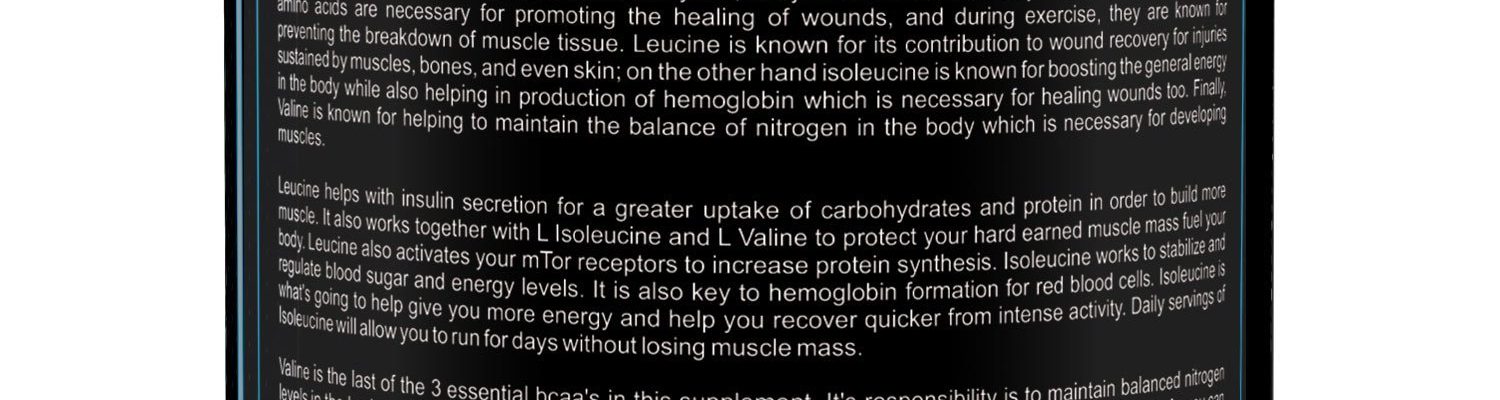 amino acids are necessary for promoting the healing of wounds, and during exercise, they are known for
preventing the breakdown of muscle tissue. Leucine is known for its contribution to wound recovery for injuries
sustained by muscles, bones, and even skin; on the other hand isoleucine is known for boosting the general energy
in the body while also helping in production of hemoglobin which is necessary for healing wounds too. Finally,
Valine is known for helping to maintain the balance of nitrogen in the body which is necessary for developing
muscles.
Leucine helps with insulin secretion for a greater uptake of carbohydrates and protein in order to build more
muscle. It also works together with L Isoleucine and L Valine to protect your hard earned muscle mass fuel your
body. Leucine also activates your mTor receptors to increase protein synthesis. Isoleucine works to stabilize and
regulate blood sugar and energy levels. It is also key to hemoglobin formation for red blood cells. Isoleucine is
what's going to help give you more energy and help you recover quicker from intense activity. Daily servings of
Isoleucine will allow you to run for days without losing muscle mass.
Valine is the last of the 3 essential bcaa's in this supplement. It's responsibility is to maintain balanced nitrogen
levels in the